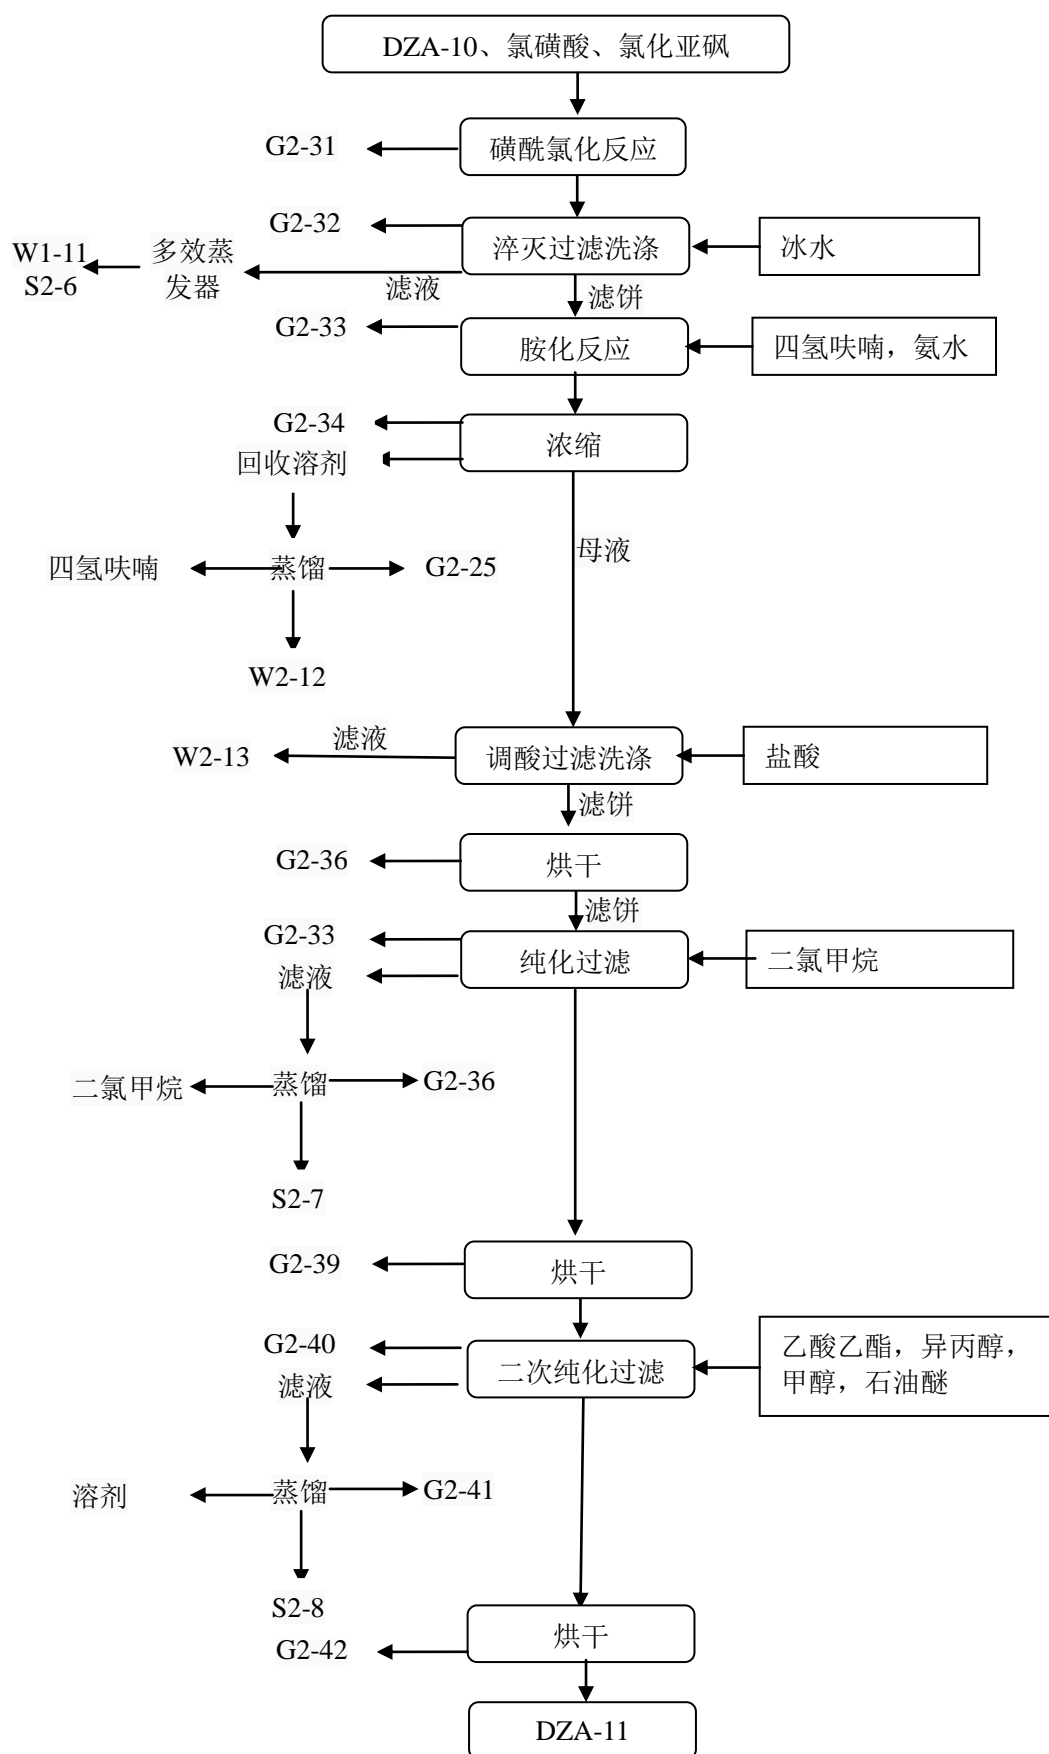 DZA-10、氯磺酸、氯化亚砜
G2-31
磺酰氯化反应
G2-32
淬灭过滤洗涤
冰水
W1-11
S2-6
多效蒸
发器
滤液
滤饼
G2-33
胺化反应
四氢呋喃，氨水
G2-34
浓缩
回收溶剂
母液
四氢呋喃
蒸馏
G2-25
W2-12
W2-13
滤液
调酸过滤洗涤
盐酸
滤饼
G2-36
烘干
滤饼
G2-33
纯化过滤
二氯甲烷
滤液
二氯甲烷
蒸馏
G2-36
S2-7
G2-39
烘干
G2-40
二次纯化过滤
乙酸乙酯，异丙醇，
甲醇，石油醚
滤液
溶剂
蒸馏
G2-41
S2-8
G2-42
烘干
DZA-11